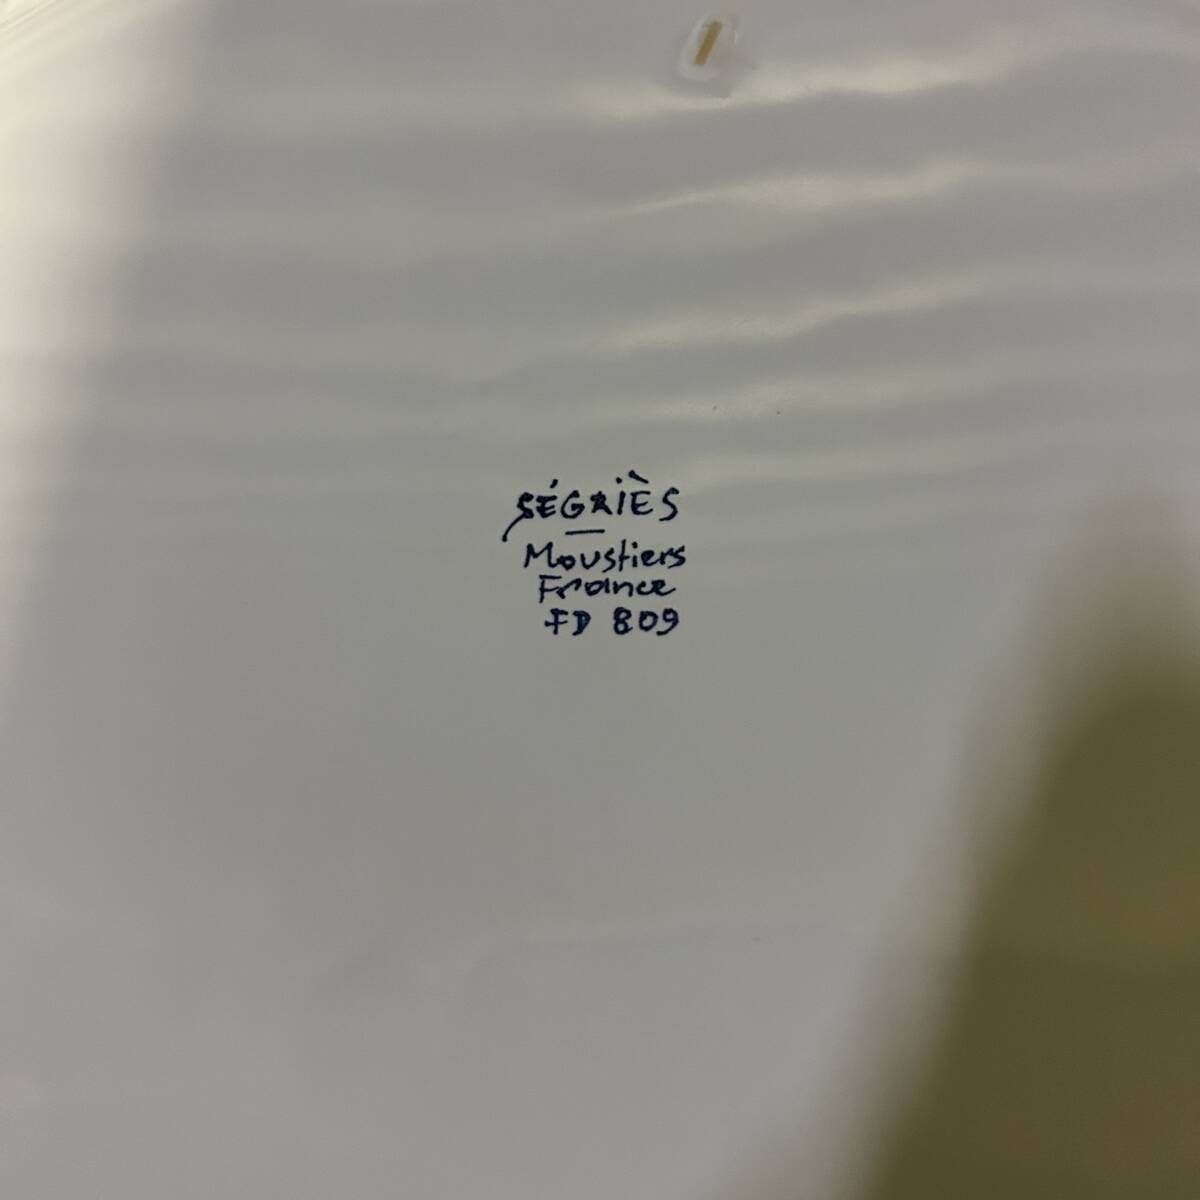 SÉGRIÈS
Moustiers
France
FD 809